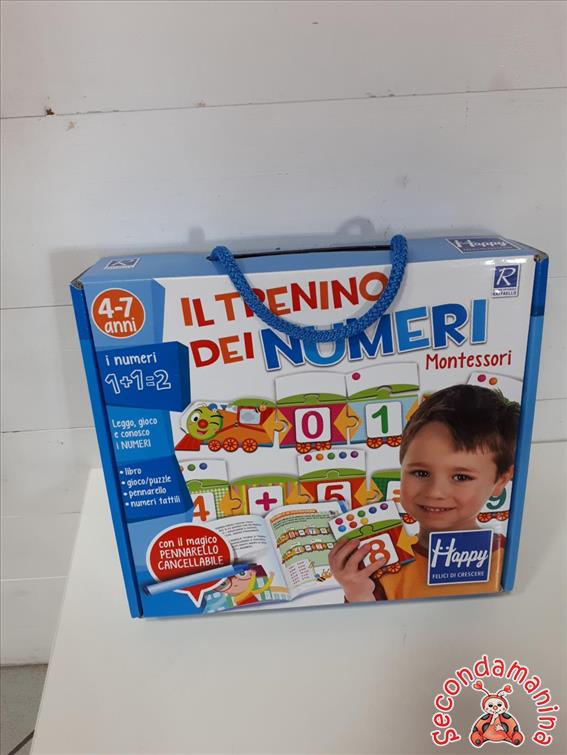 Happy
R
R
RAFFAELLO
4-7
anni
IL TRENINO
DEI NUMERI
Montessori
i numeri
1+1=2
Leggo, gioco
e conosco
i NUMERI
• libro
• gioco/puzzle
• pennarello
• numeri tattili
0
1
4
+
5
9
8
con il magico
PENNARELLO
CANCELLABILE
Happy
FELICI DI CRESCERE
secondamanina